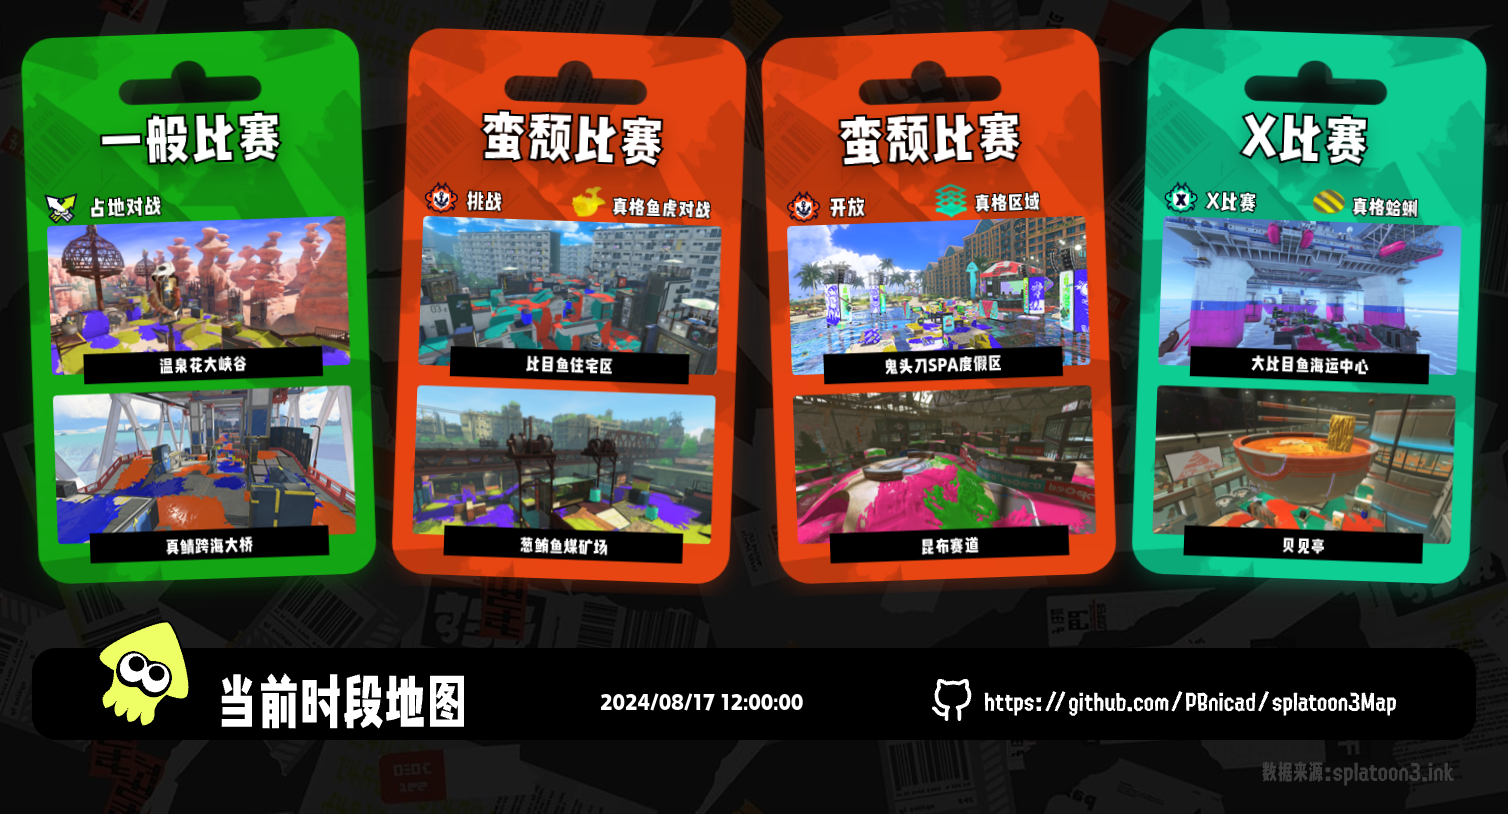 一般比赛
占地对战
温泉花大峡谷
真鲭跨海大桥
蛮颓比赛
挑战
真格鱼虎对战
比目鱼住宅区
葱鲔鱼煤矿场
蛮颓比赛
开放
真格区域
鬼头刀SPA度假区
昆布赛道
X比赛
X比赛
真格蛤蜊
大比目鱼海运中心
贝见亭
当前时段地图
2024/08/17 12:00:00
https://github.com/PBnicad/splatoon3Map
数据来源:splatoon3.ink